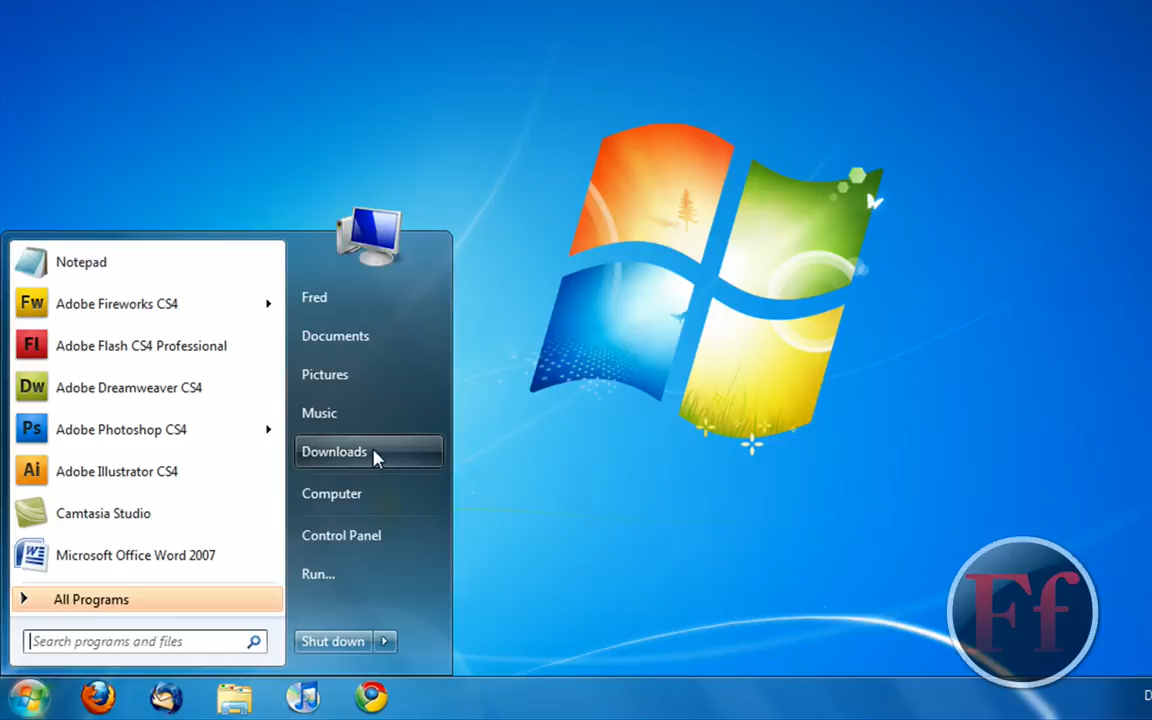 Notepad
Fw Adobe Fireworks CS4
Fl Adobe Flash CS4 Professional
Dw Adobe Dreamweaver CS4
Ps Adobe Photoshop CS4
Ai Adobe Illustrator CS4
Camtasia Studio
W Microsoft Office Word 2007
All Programs
Search programs and files
Fred
Documents
Pictures
Music
Downloads
Computer
Control Panel
Run...
Shut down
Ff
D